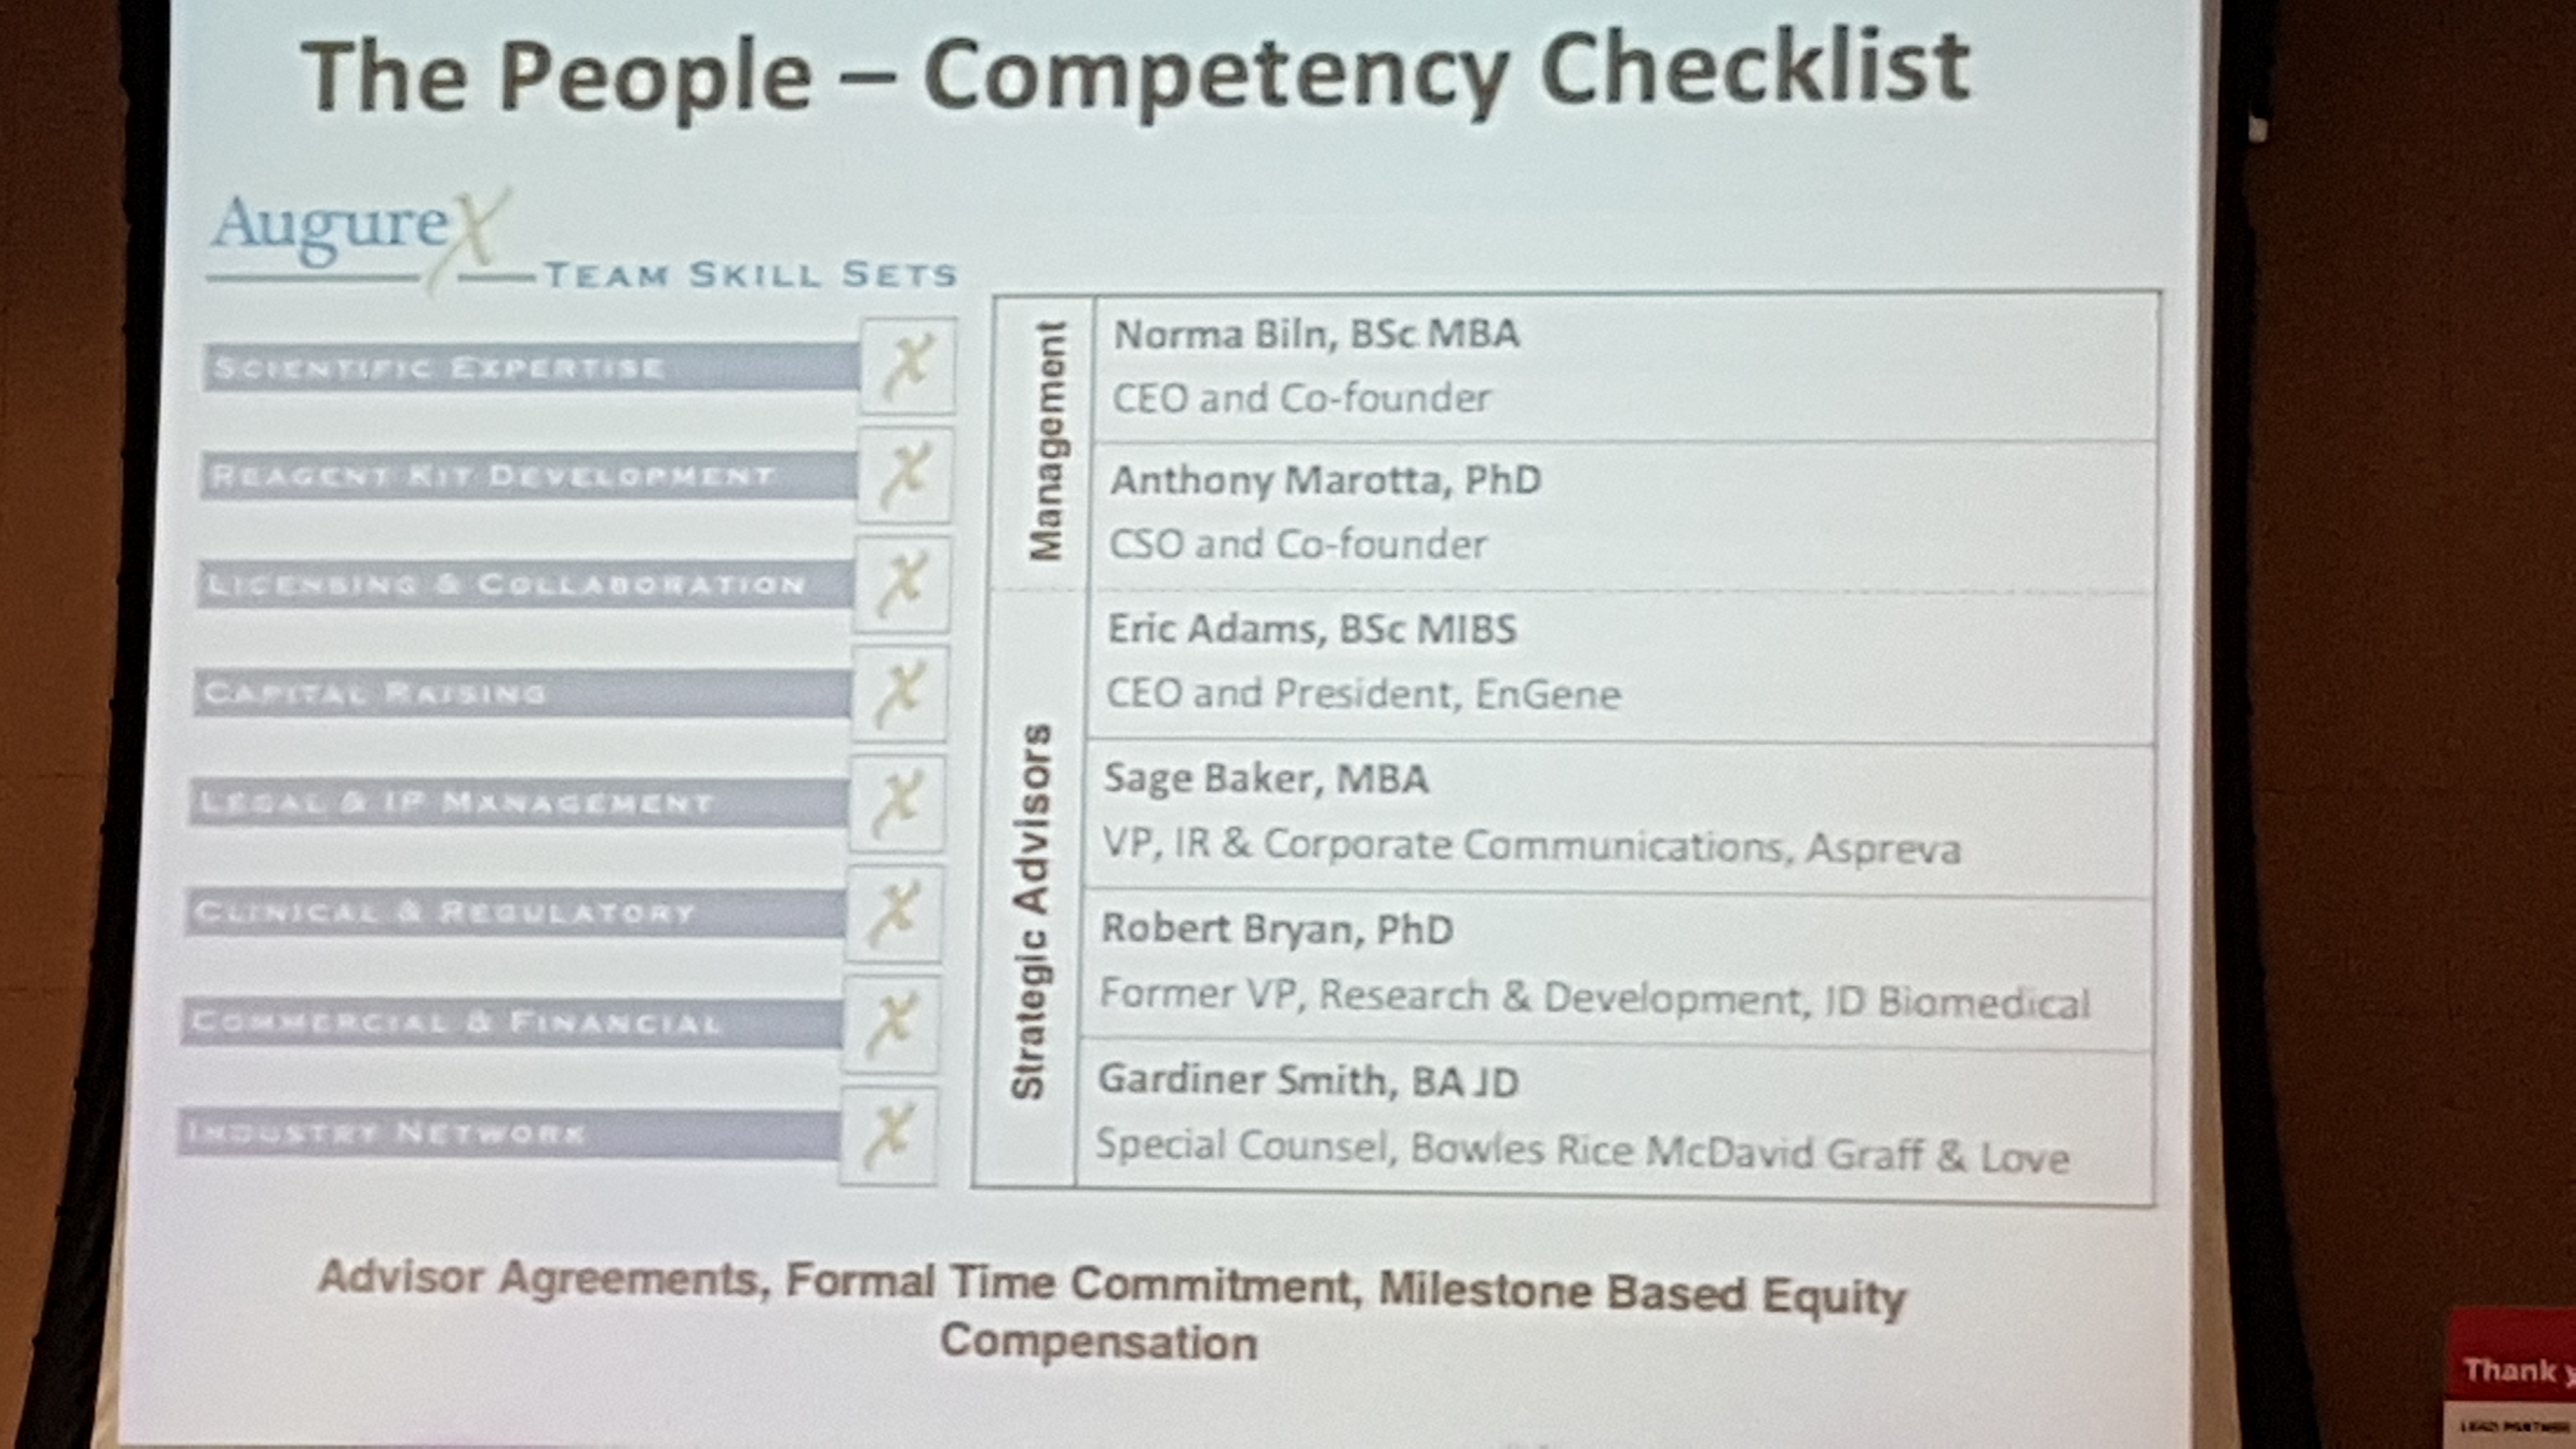 The People – Competency Checklist
AugureX
TEAM SKILL SETS
SCIENTIFIC EXPERTISE
REAGENT KIT DEVELOPMENT
LICENSING & COLLABORATION
CAPITAL RAISING
LEGAL & IP MANAGEMENT
CLINICAL & REGULATORY
COMMERCIAL & FINANCIAL
INDUSTRY NETWORK
Management
Norma Biln, BSc MBA
CEO and Co-founder
Anthony Marotta, PhD
CSO and Co-founder
Strategic Advisors
Eric Adams, BSc MIBS
CEO and President, EnGene
Sage Baker, MBA
VP, IR & Corporate Communications, Aspreva
Robert Bryan, PhD
Former VP, Research & Development, ID Biomedical
Gardiner Smith, BA JD
Special Counsel, Bowles Rice McDavid Graff & Love
Advisor Agreements, Formal Time Commitment, Milestone Based Equity
Compensation
Thank